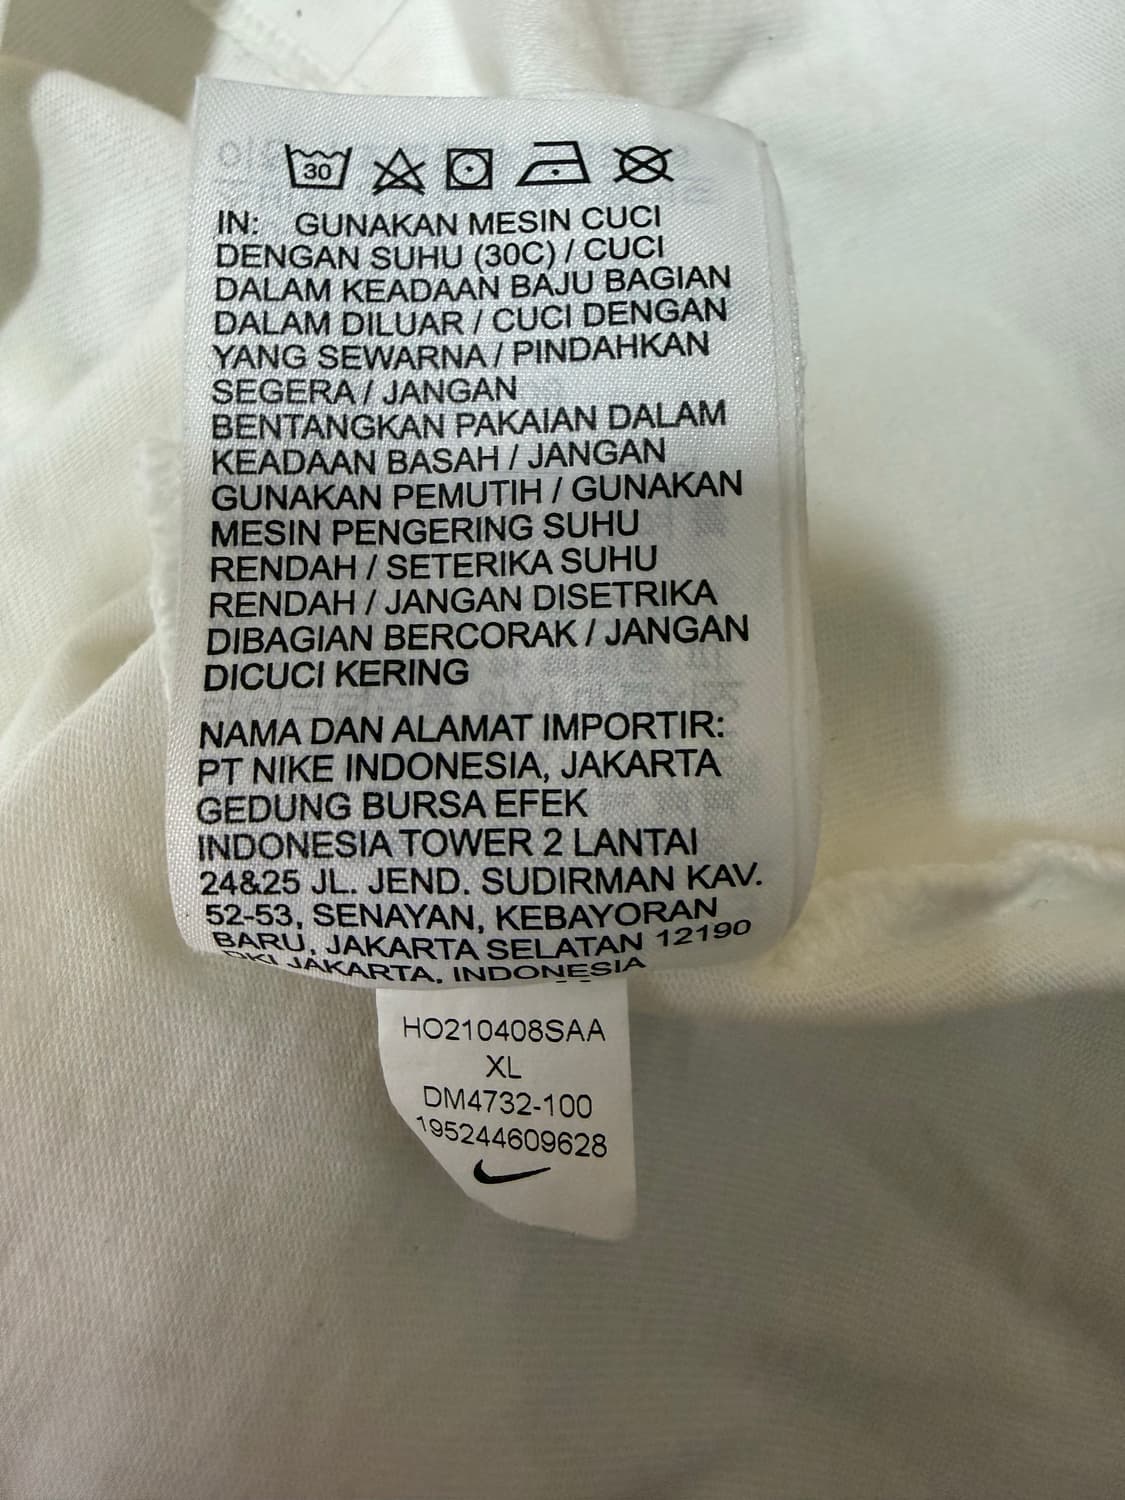 30
IN: GUNAKAN MESIN CUCI
DENGAN SUHU (30C) / CUCI
DALAM KEADAAN BAJU BAGIAN
DALAM DILUAR / CUCI DENGAN
YANG SEWARNA / PINDAHKAN
SEGERA / JANGAN
BENTANGKAN PAKAIAN DALAM
KEADAAN BASAH / JANGAN
GUNAKAN PEMUTIH / GUNAKAN
MESIN PENGERING SUHU
RENDAH / SETERIKA SUHU
RENDAH / JANGAN DISETRIKA
DIBAGIAN BERCORAK / JANGAN
DICUCI KERING
NAMA DAN ALAMAT IMPORTIR:
PT NIKE INDONESIA, JAKARTA
GEDUNG BURSA EFEK
INDONESIA TOWER 2 LANTAI
24&25 JL. JEND. SUDIRMAN KAV.
52-53, SENAYAN, KEBAYORAN
BARU, JAKARTA SELATAN 12190
DKI JAKARTA, INDONESIA
HO210408SAA
XL
DM4732-100
195244609628